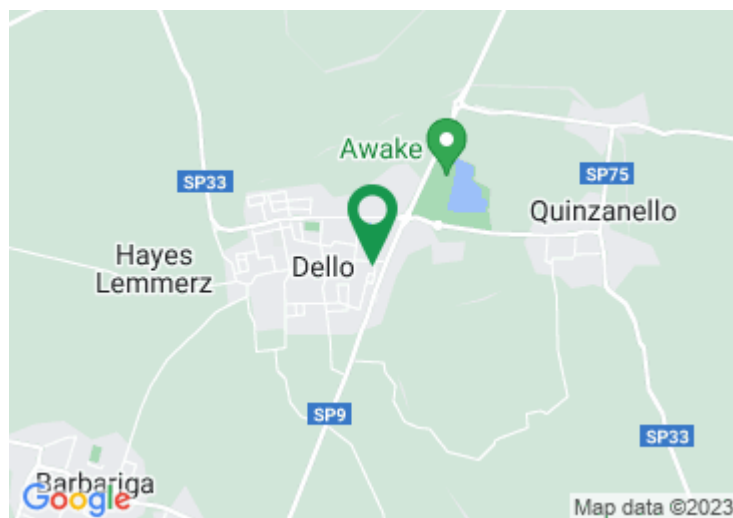 Awake
SP33
SP75
Quinzanello
Hayes
Lemmerz
Dello
SP9
SP33
Barbariga
Google
Map data ©2023